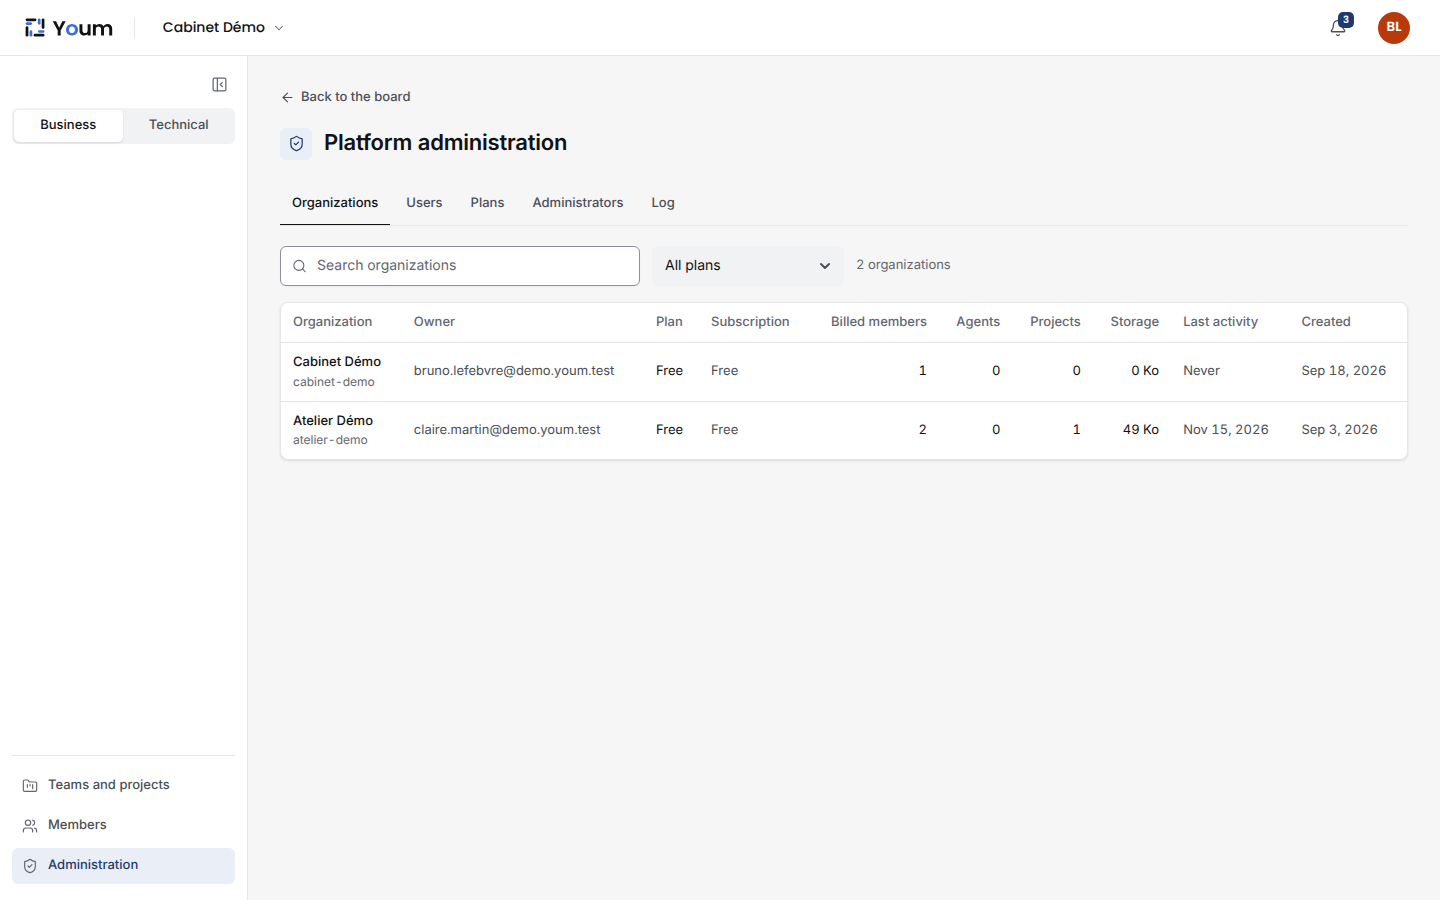 Youm
Cabinet Démo
3
BL
Business
Technical
Back to the board
Platform administration
Organizations Users Plans Administrators Log
Search organizations
All plans
2 organizations
Organization Owner Plan Subscription Billed members Agents Projects Storage Last activity Created
Cabinet Démo
cabinet-demo
bruno.lefebvre@demo.youm.test Free Free 1 0 0 0 Ko Never Sep 18, 2026
Atelier Démo
atelier-demo
claire.martin@demo.youm.test Free Free 2 0 1 49 Ko Nov 15, 2026 Sep 3, 2026
Teams and projects
Members
Administration